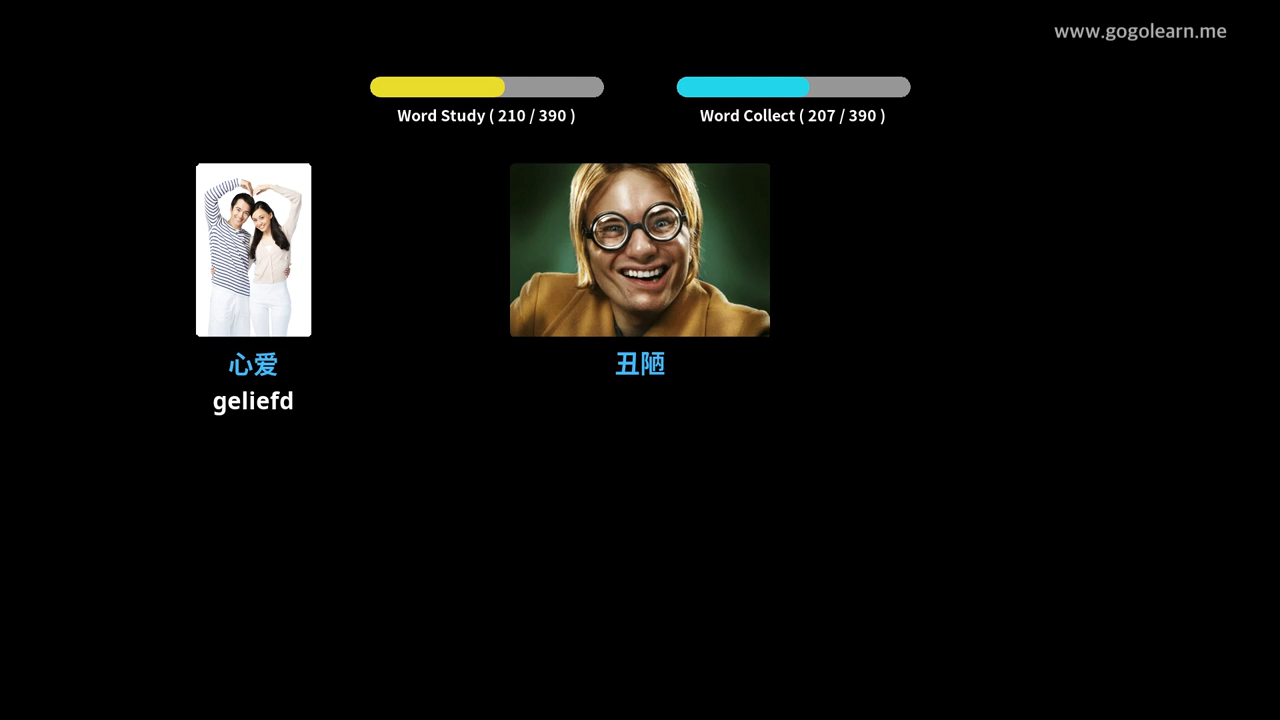 www.gogolearn.me
Word Study ( 210 / 390 )
Word Collect ( 207 / 390 )
心爱
geliefd
丑陋